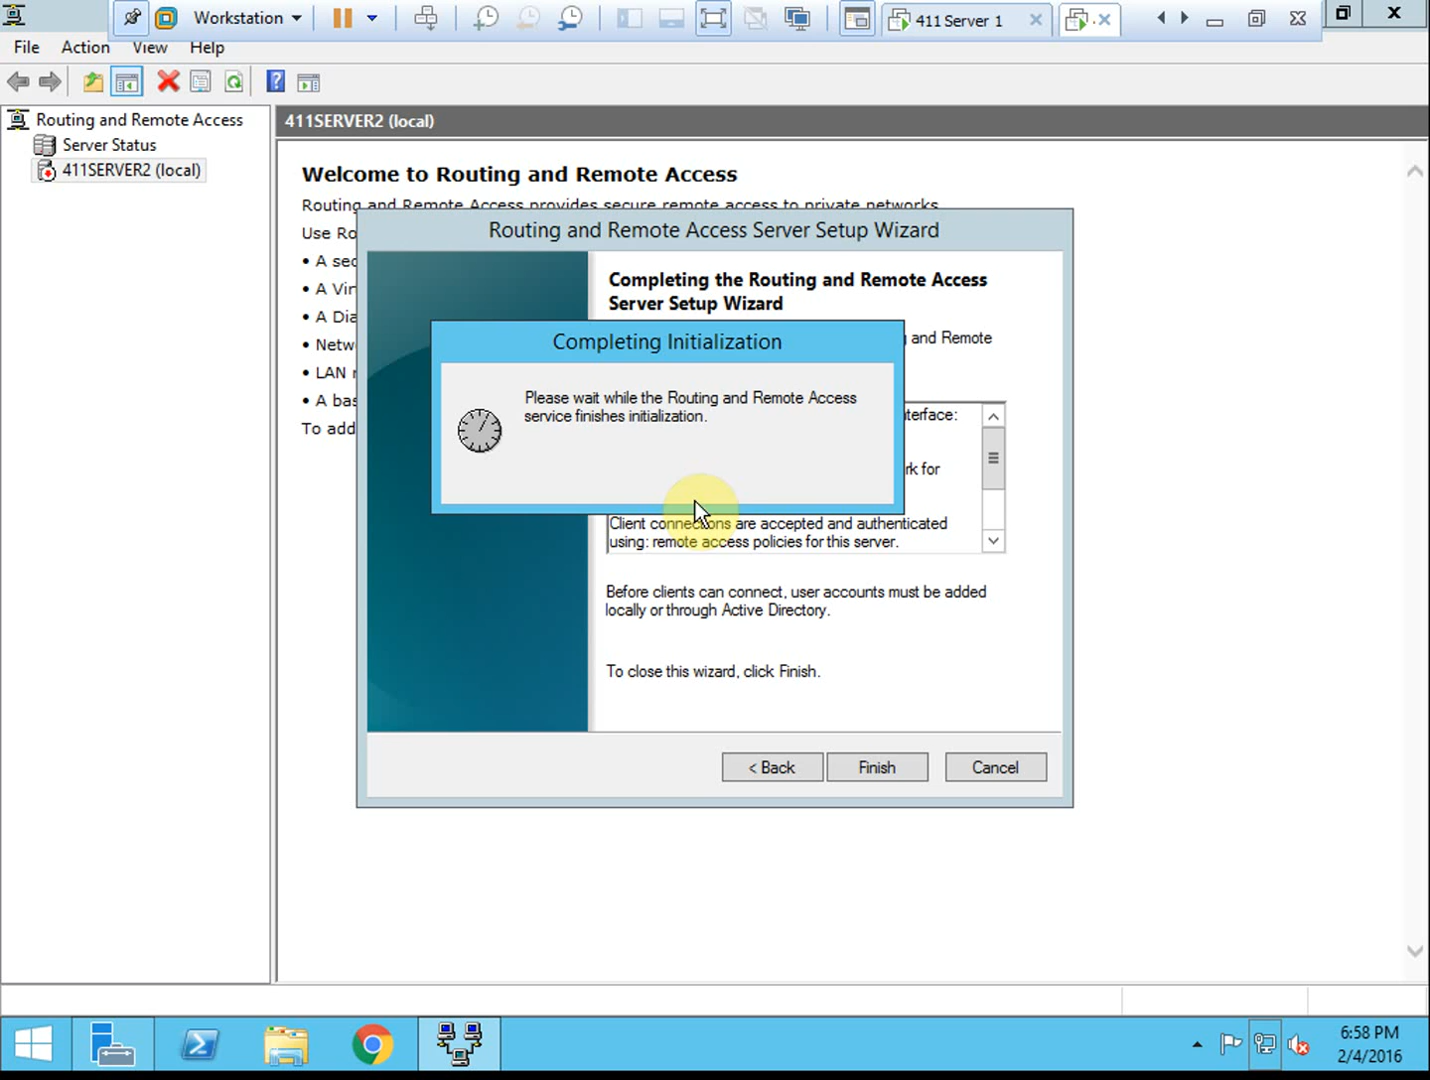 Workstation
411 Server 1
File Action View Help
Routing and Remote Access
Server Status
411SERVER2 (local)
411SERVER2 (local)
Welcome to Routing and Remote Access
Routing and Remote Access provides secure remote access to private networks.
Use Ro
• A sec
• A Vir
• A Dia
• Netw
• LAN r
• A bas
To add
Routing and Remote Access Server Setup Wizard
Completing the Routing and Remote Access
Server Setup Wizard
and Remote
Completing Initialization
Please wait while the Routing and Remote Access
service finishes initialization.
terface:
rk for
Client connections are accepted and authenticated
using: remote access policies for this server.
Before clients can connect, user accounts must be added
locally or through Active Directory.
To close this wizard, click Finish.
< Back
Finish
Cancel
6:58 PM
2/4/2016